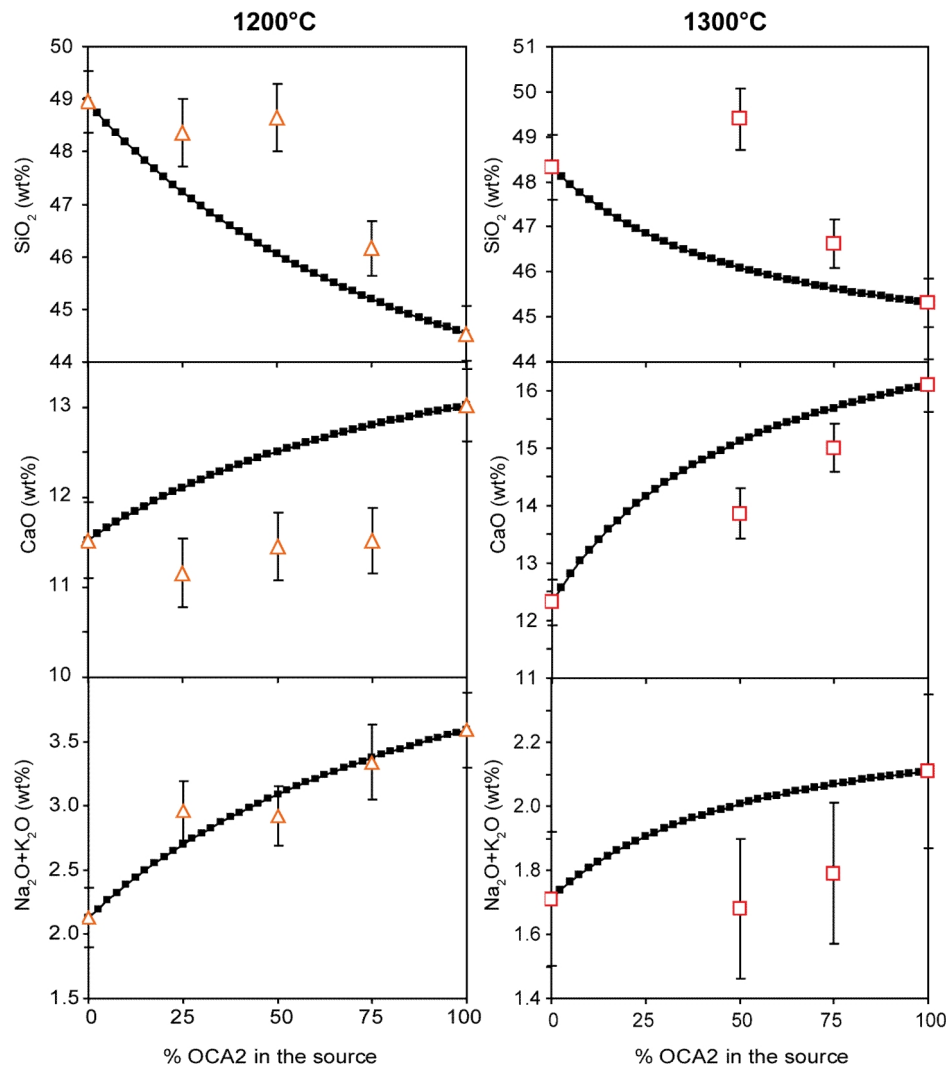 1200°C
1300°C
50
49
48
47
46
45
44
SiO2 (wt%)
51
50
49
48
47
46
45
44
SiO2 (wt%)
13
12
11
10
CaO (wt%)
16
15
14
13
12
11
CaO (wt%)
3.5
3.0
2.5
2.0
1.5
Na2O+K2O (wt%)
2.2
2.0
1.8
1.6
1.4
Na2O+K2O (wt%)
0 25 50 75 100
0 25 50 75 100
% OCA2 in the source
% OCA2 in the source